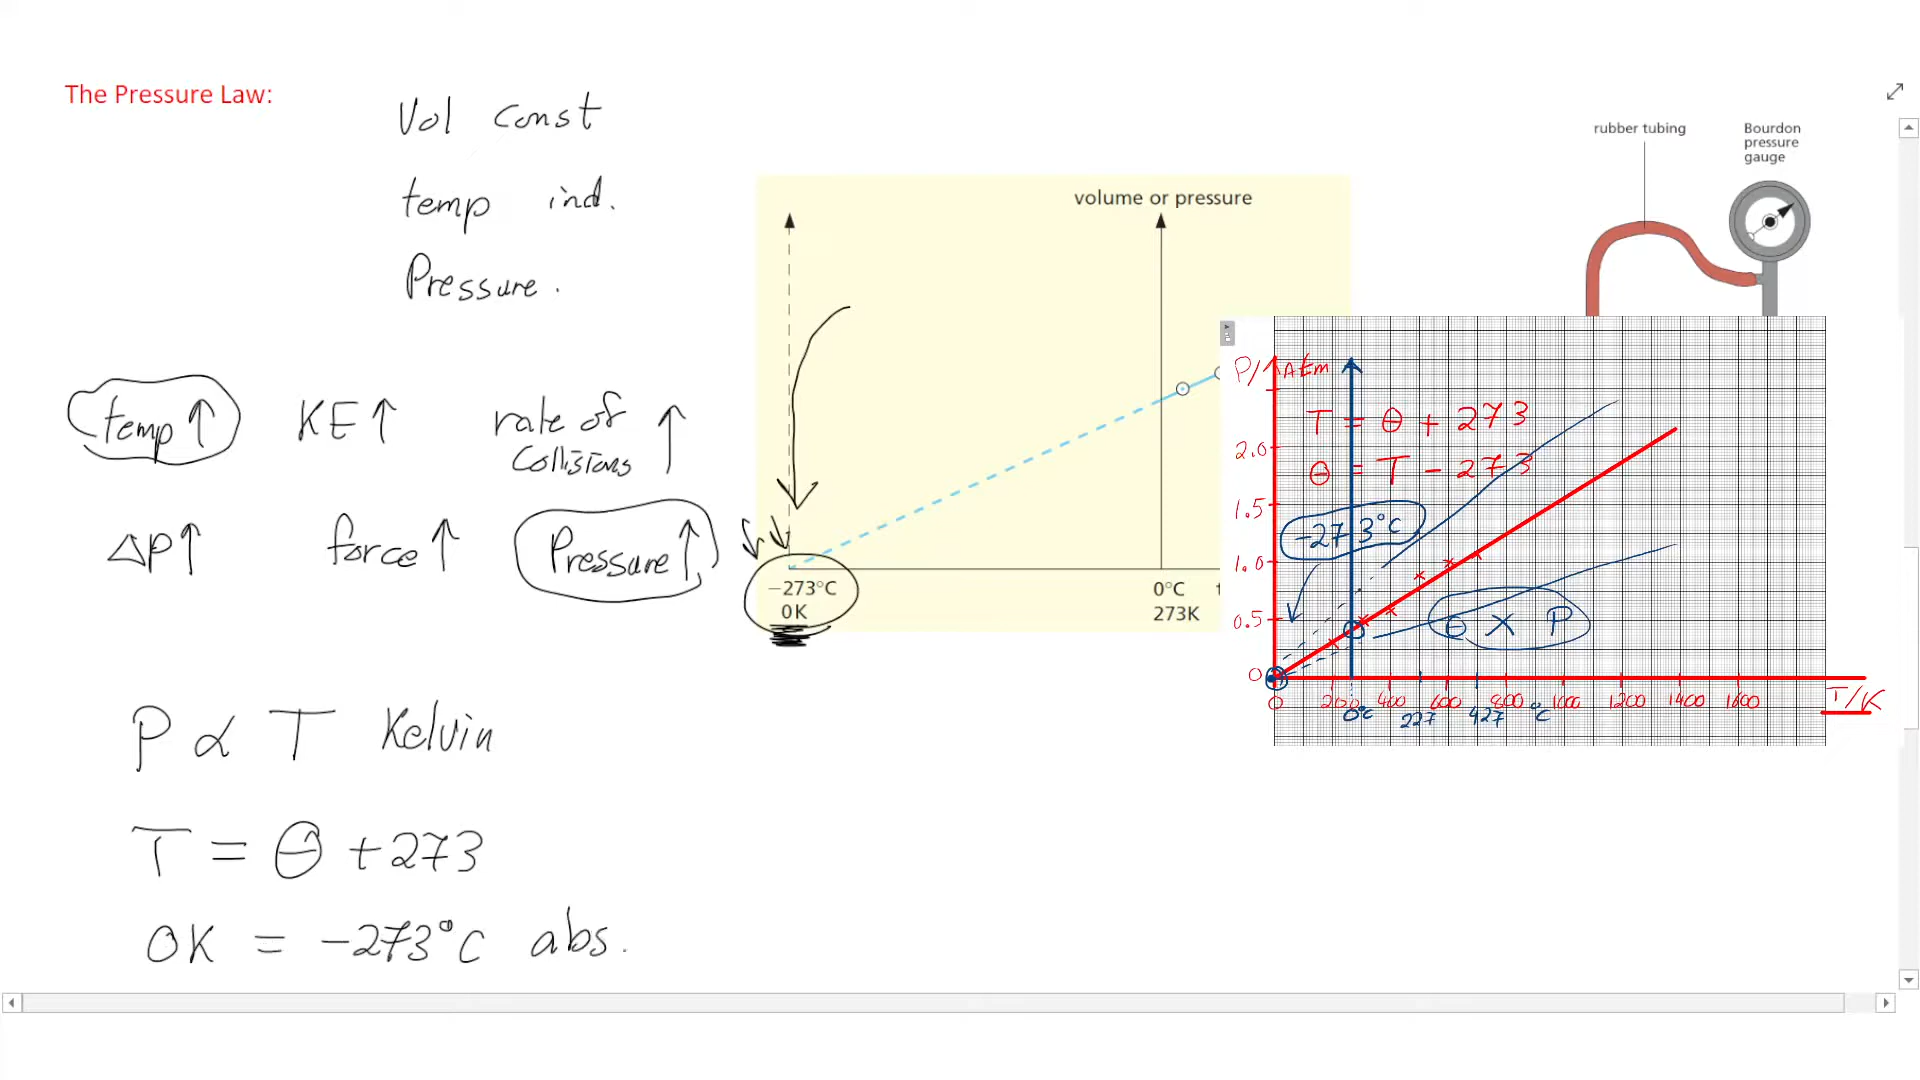 The Pressure Law:
Vol const
temp ind.
Pressure.
temp↑ KE↑ rate of collisions ↑
Δp↑ force↑ Pressure↑
P ∝ T Kelvin
T = θ + 273
0K = -273°C abs.
volume or pressure
−273°C
0K
0°C
273K
rubber tubing
Bourdon
pressure
gauge
P/Atm
T = θ + 273
θ = T - 273
-273°C
θ X P
2.0
1.5
1.0
0.5
0
0 200 400 600 800 1000 1200 1400 1600 T/K
0°C 227 427 °C